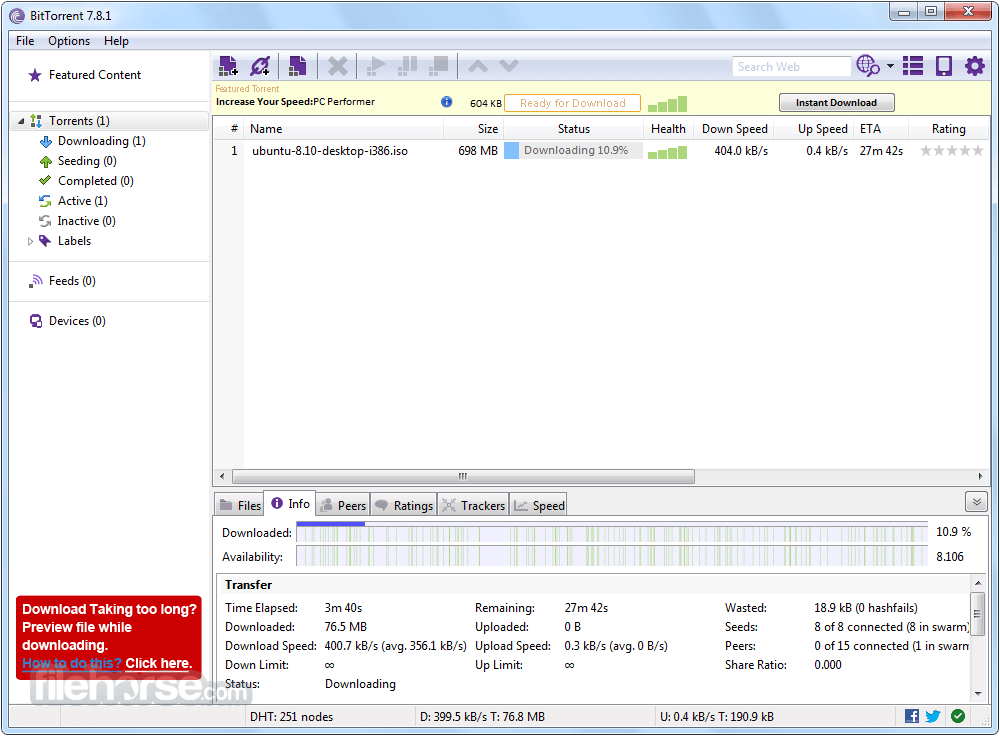 BitTorrent 7.8.1
File Options Help
Featured Content
Torrents (1)
Downloading (1)
Seeding (0)
Completed (0)
Active (1)
Inactive (0)
Labels
Feeds (0)
Devices (0)
Download Taking too long?
Preview file while
downloading.
How to do this? Click here.
filehorse.com
Search Web
Featured Torrent
Increase Your Speed:PC Performer 604 KB Ready for Download Instant Download
# Name Size Status Health Down Speed Up Speed ETA Rating
1 ubuntu-8.10-desktop-i386.iso 698 MB Downloading 10.9% 404.0 kB/s 0.4 kB/s 27m 42s
Files Info Peers Ratings Trackers Speed
Downloaded: 10.9 %
Availability: 8.106
Transfer
Time Elapsed: 3m 40s Remaining: 27m 42s Wasted: 18.9 kB (0 hashfails)
Downloaded: 76.5 MB Uploaded: 0 B Seeds: 8 of 8 connected (8 in swarm)
Download Speed: 400.7 kB/s (avg. 356.1 kB/s) Upload Speed: 0.3 kB/s (avg. 0 B/s) Peers: 0 of 15 connected (1 in swarm
Down Limit: ∞ Up Limit: ∞ Share Ratio: 0.000
Status: Downloading
DHT: 251 nodes D: 399.5 kB/s T: 76.8 MB U: 0.4 kB/s T: 190.9 kB